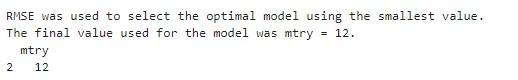 RMSE was used to select the optimal model using the smallest value.
The final value used for the model was mtry = 12.
  mtry
2   12